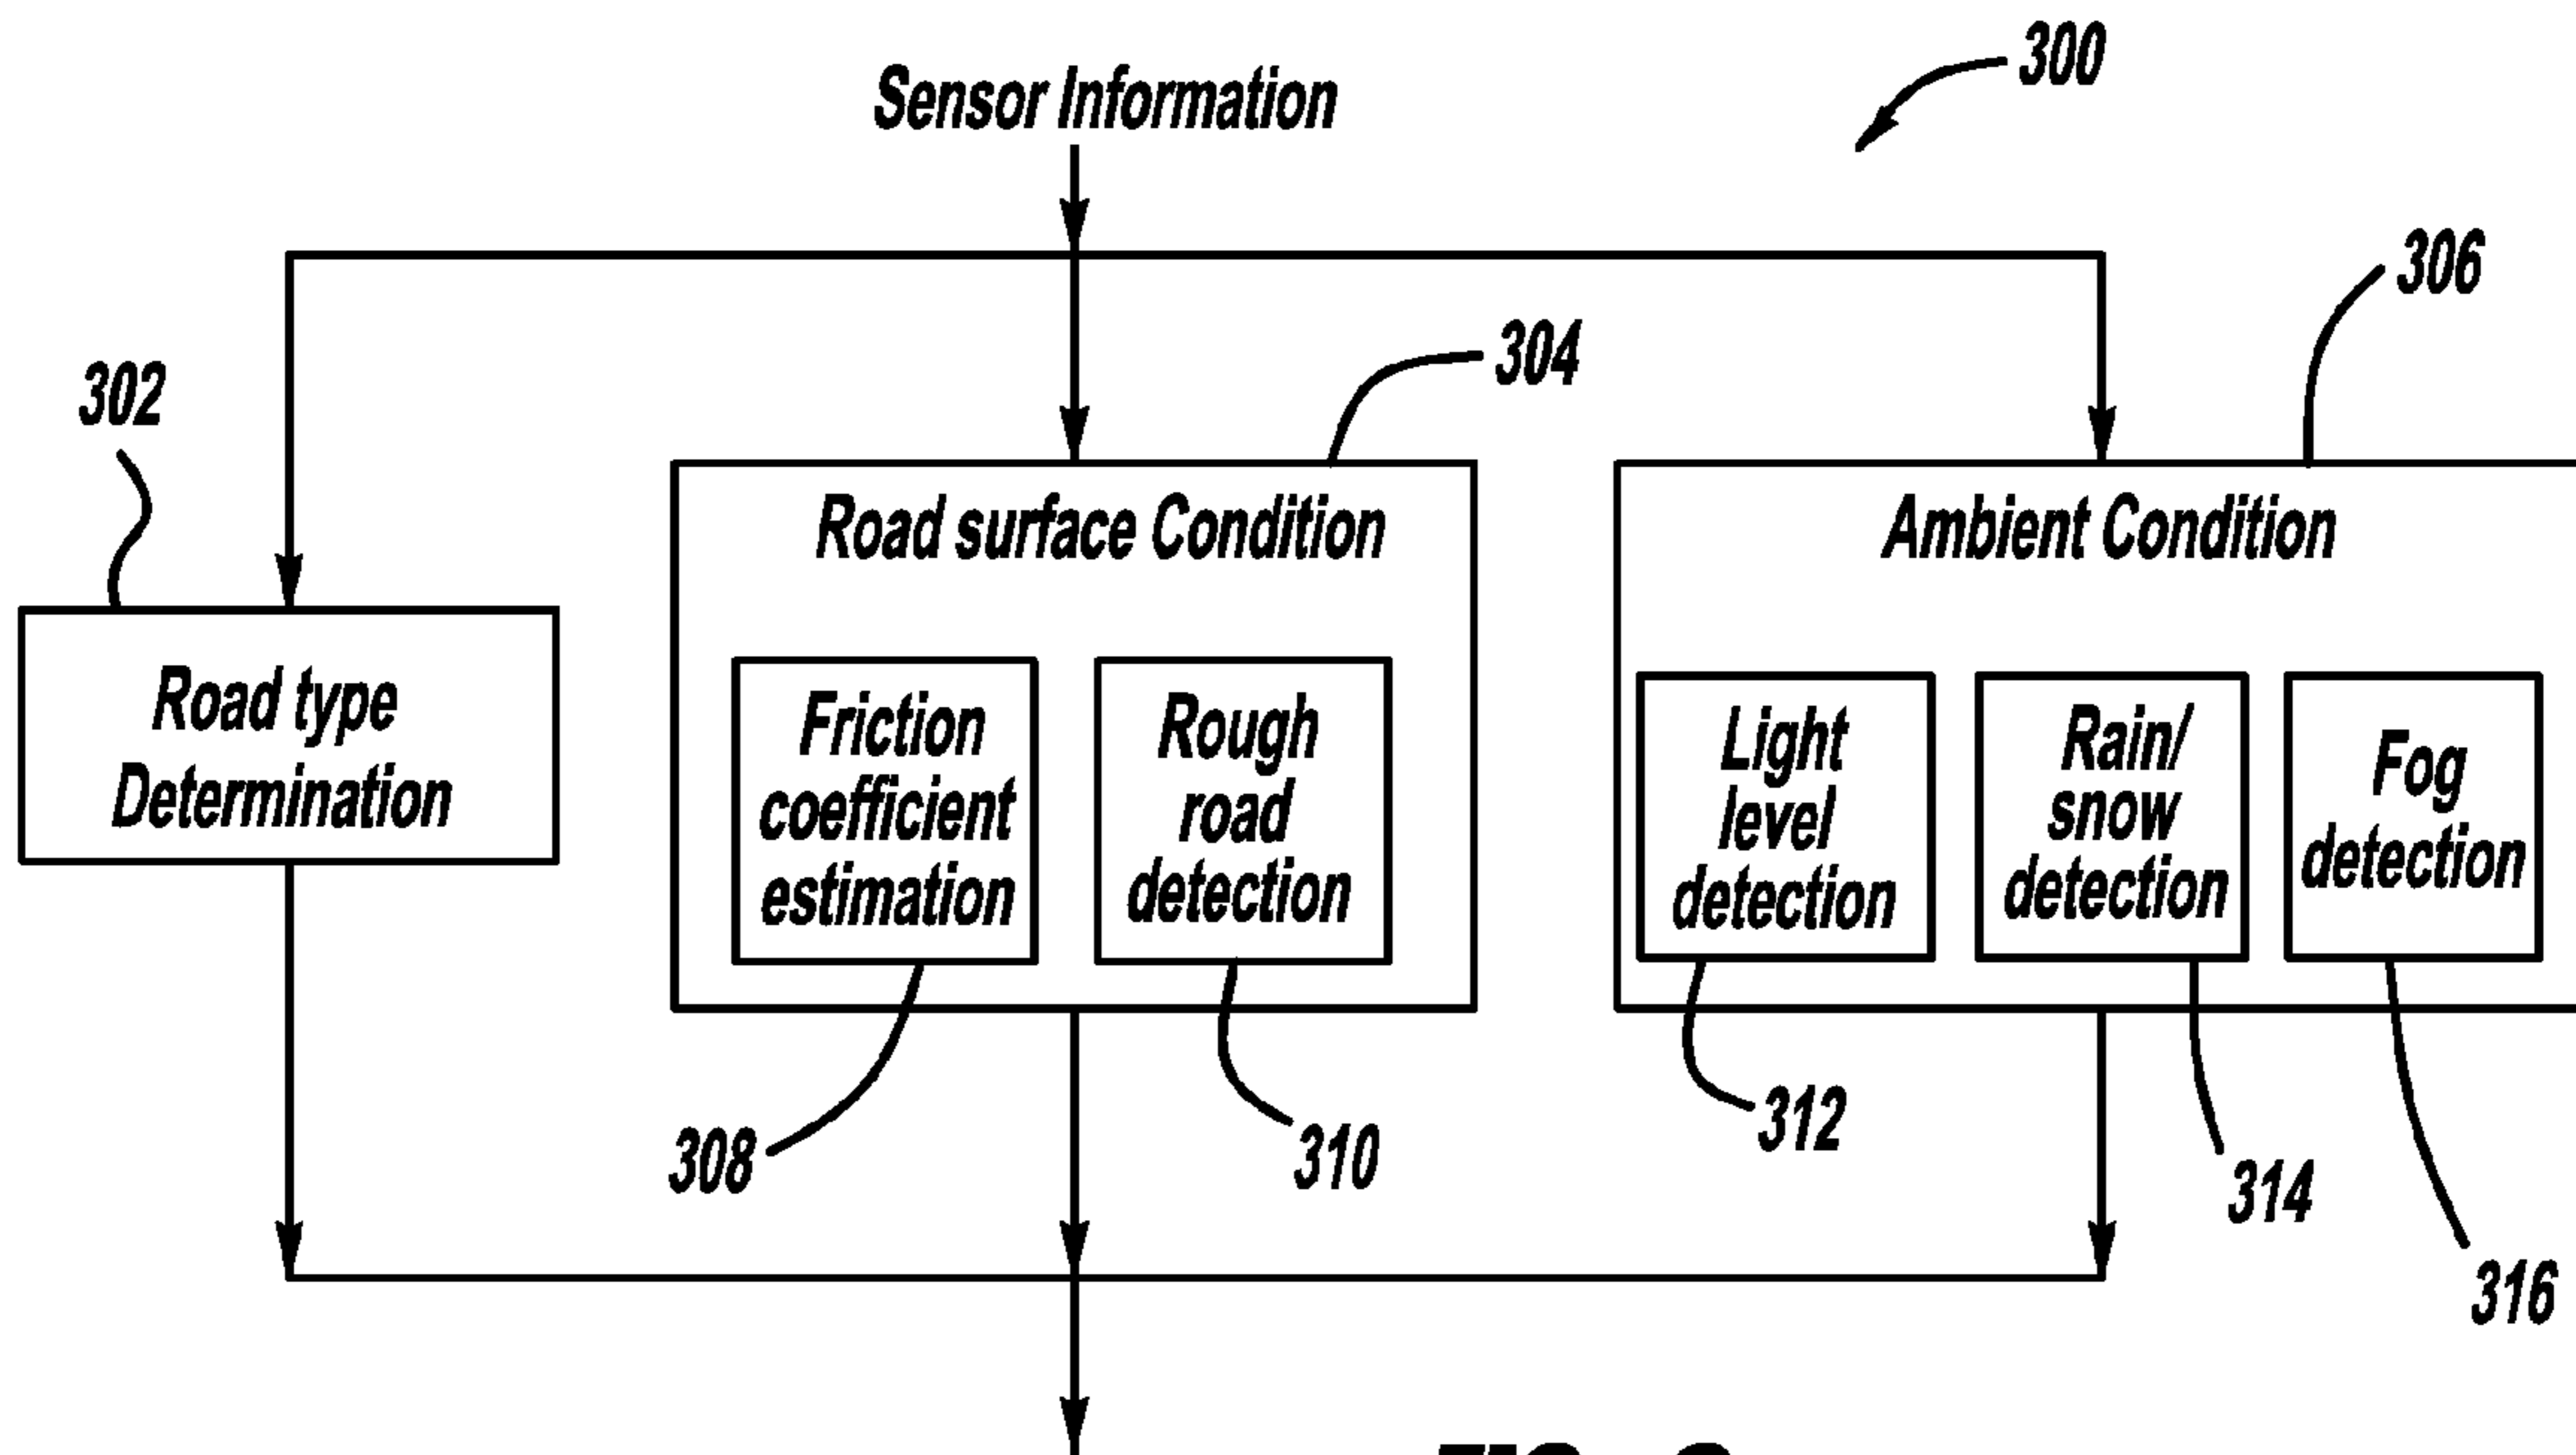 300
Sensor Information
306
304
302
Road surface Condition
Ambient Condition
Road type
Determination
Friction
coefficient
estimation
Rough
road
detection
Light
level
detection
Rain/
snow
detection
Fog
detection
308
310
312
314
316